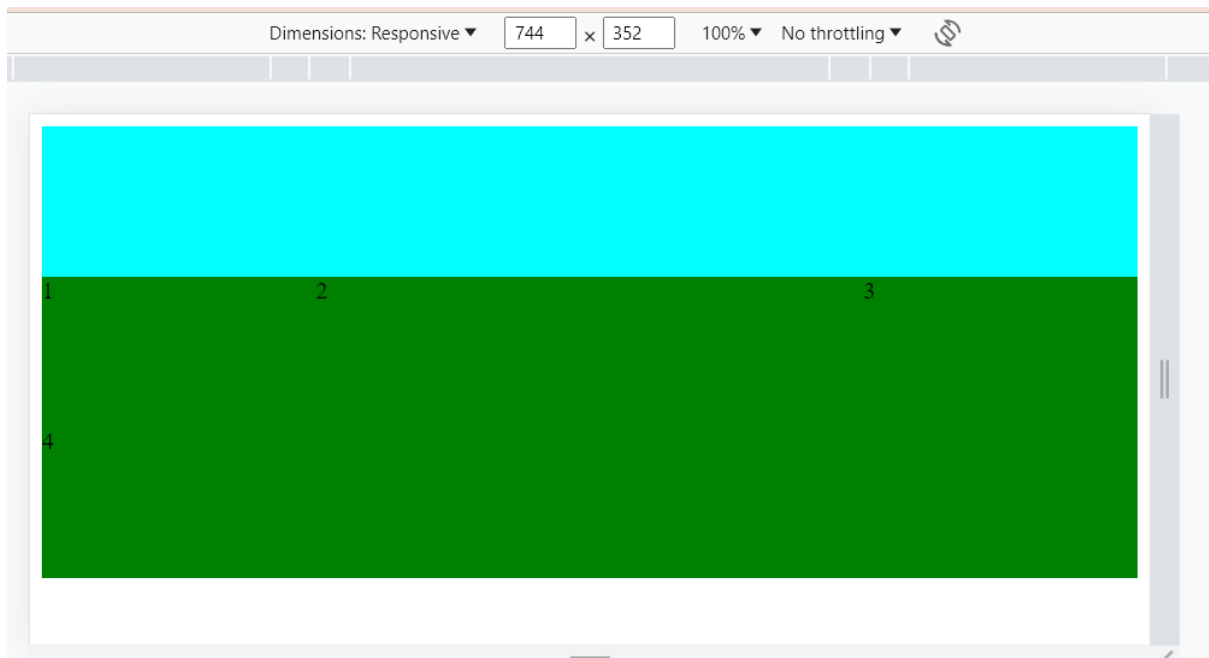 Dimensions: Responsive ▼ 744 × 352 100% ▼ No throttling ▼
1 2 3
4